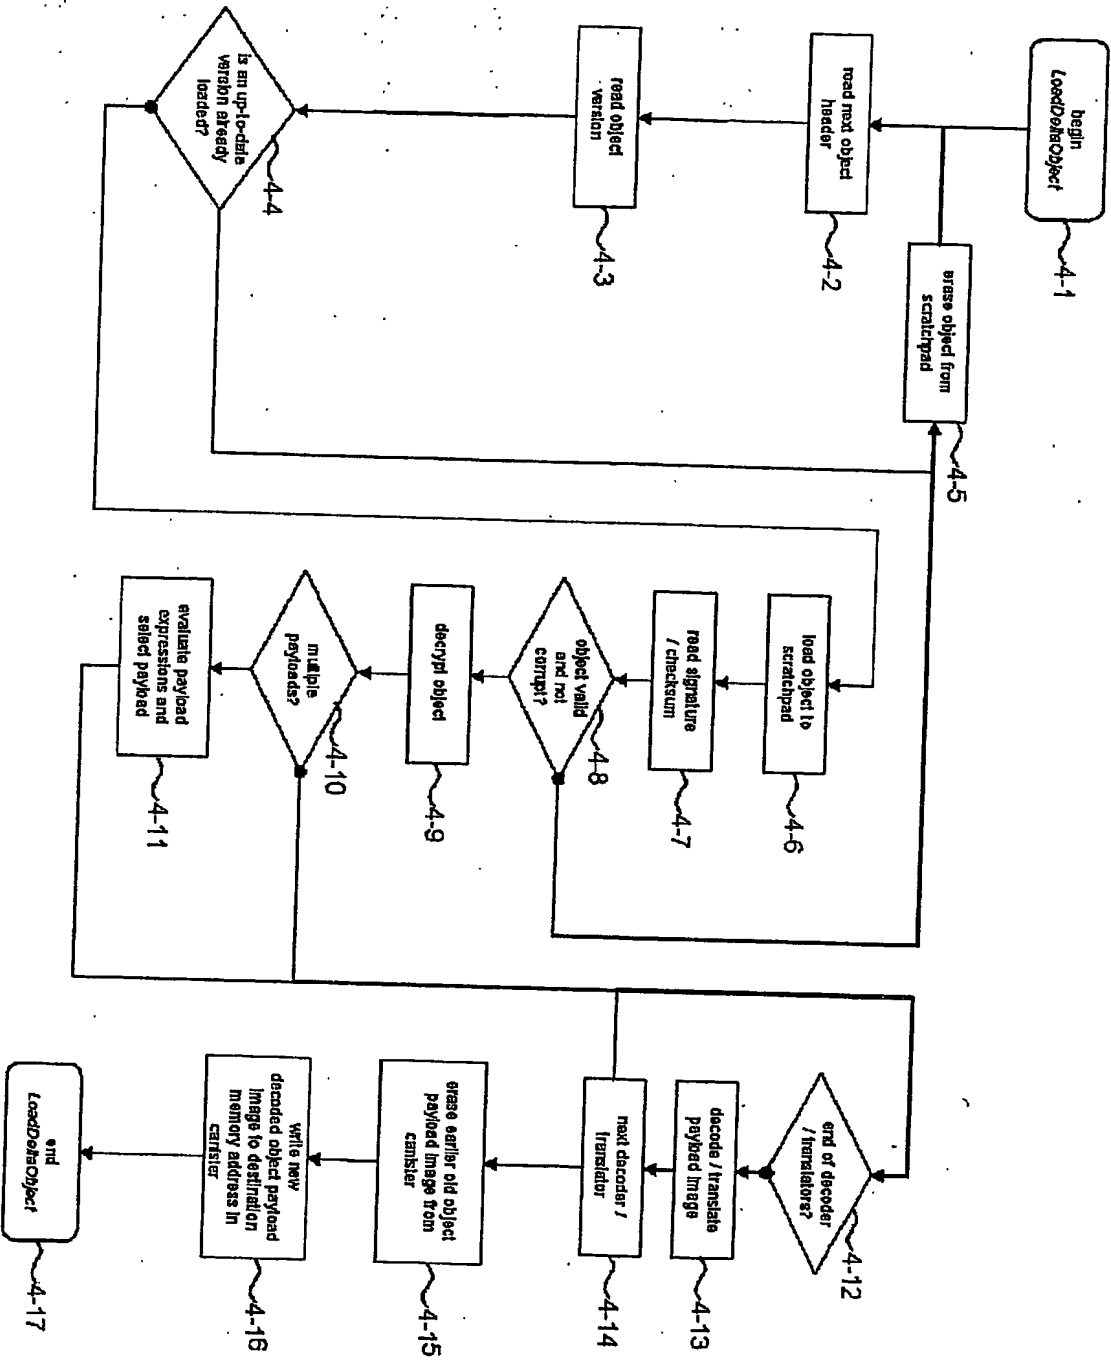 begin
LoadDeltaObject
4-1
read next object
header
4-2
read object
version
4-3
is an up-to-date
version already
loaded?
4-4
erase object from
scratchpad
4-5
load object to
scratchpad
4-6
read signature
/ checksum
4-7
object valid
and not
corrupt?
4-8
decrypt object
4-9
multiple
payloads?
4-10
evaluate payload
expressions and
select payload
4-11
end of decoder
/ translators?
4-12
decode / translate
payload image
4-13
next decoder /
translator
4-14
erase earlier old object
payload image from
canister
4-15
write new
decoded object payload
image to destination
memory address in
canister
4-16
end
LoadDeltaObject
4-17